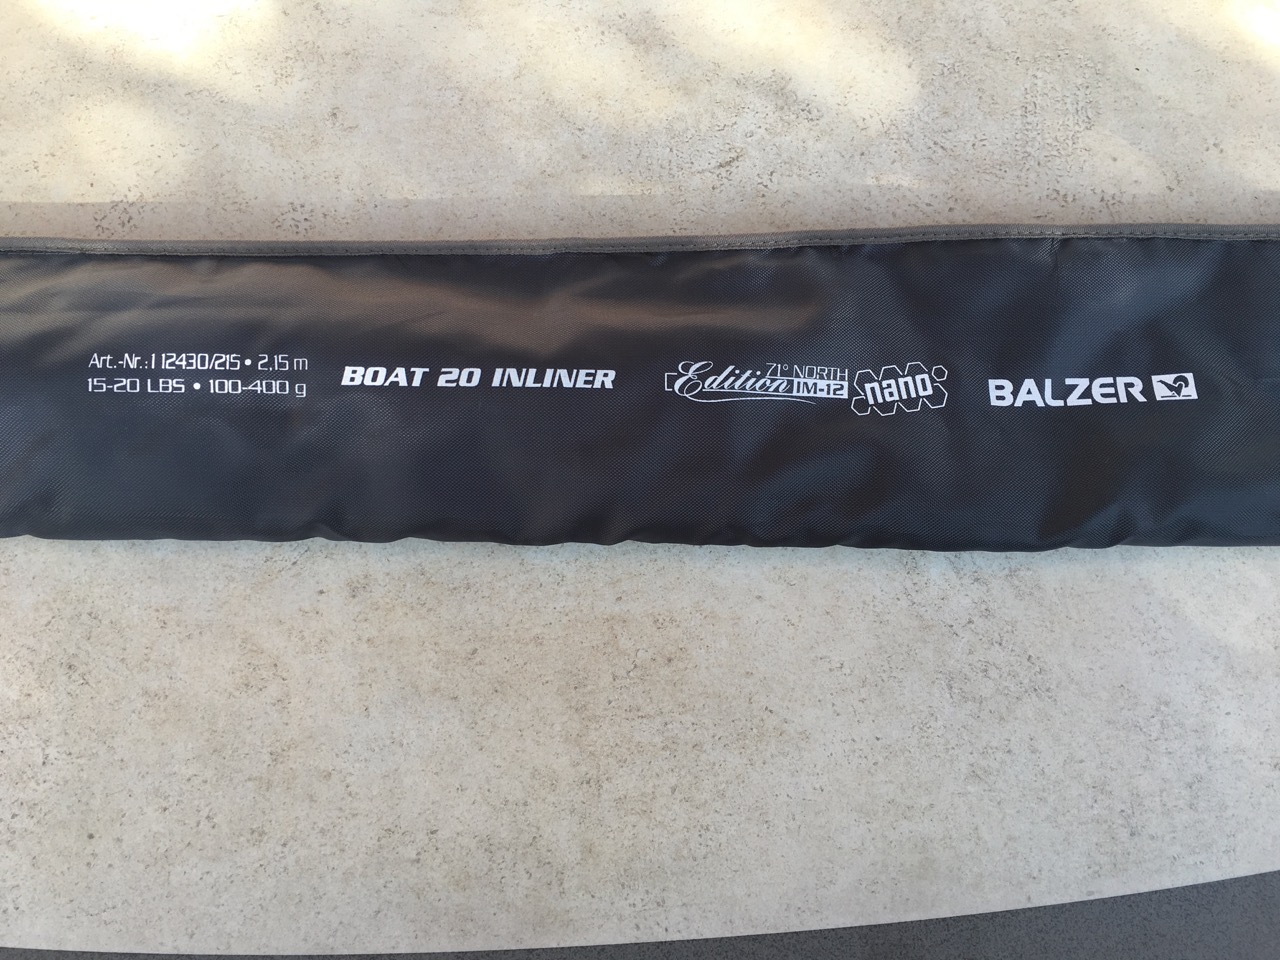 Art.-Nr.: 112430/215 • 2,15 m
15-20 LBS • 100-400 g
BOAT 20 INLINER
Edition 71° NORTH
IM-12
nano
BALZER